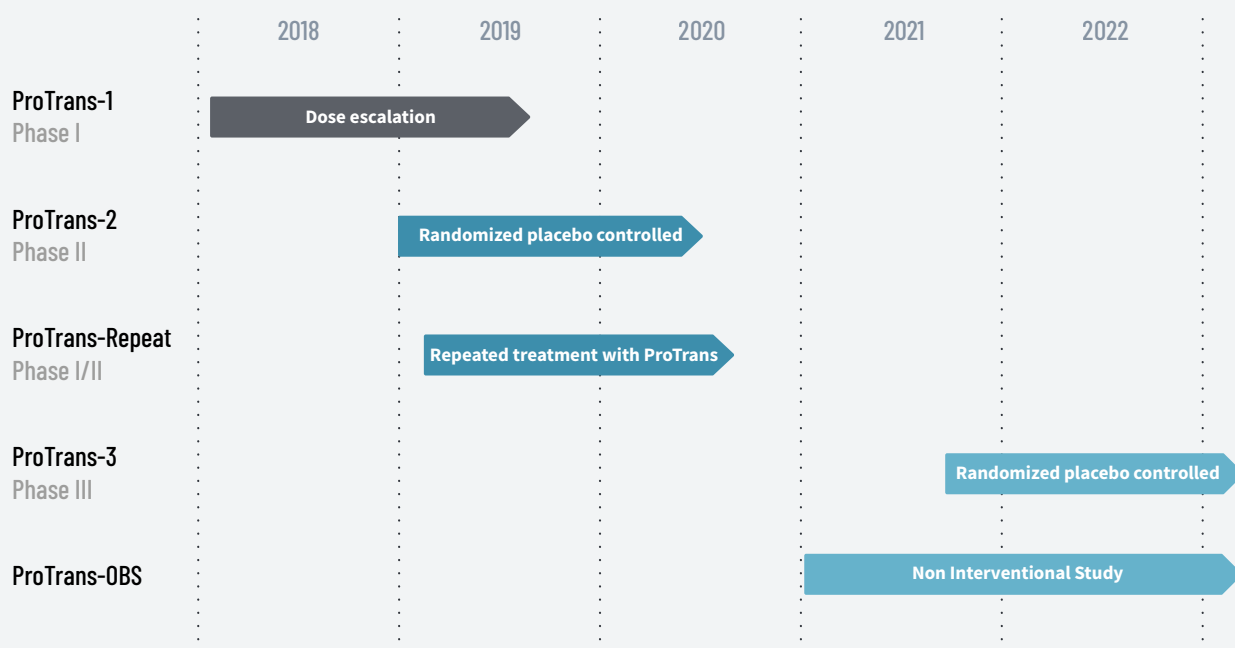 2018 2019 2020 2021 2022
ProTrans-1
Phase I
Dose escalation
ProTrans-2
Phase II
Randomized placebo controlled
ProTrans-Repeat
Phase I/II
Repeated treatment with ProTrans
ProTrans-3
Phase III
Randomized placebo controlled
ProTrans-OBS
Non Interventional Study